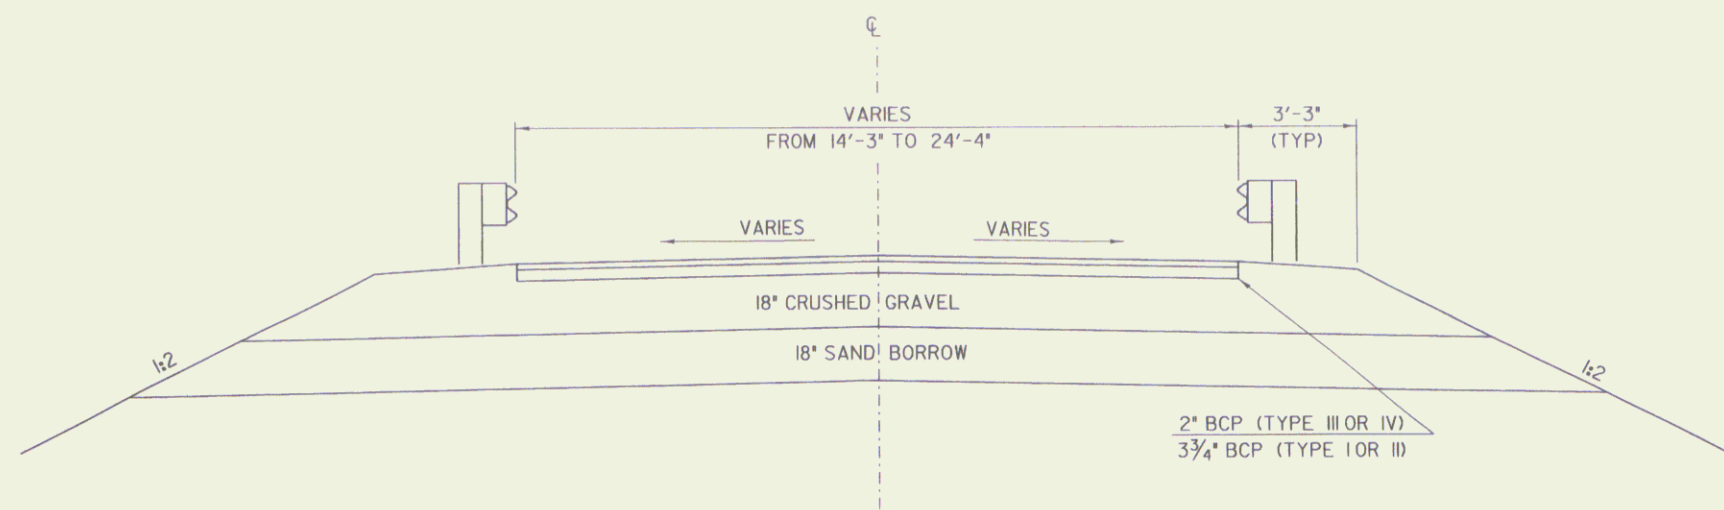 ℄
VARIES
FROM 14'-3" TO 24'-4"
3'-3"
(TYP)
VARIES
VARIES
18" CRUSHED GRAVEL
18" SAND BORROW
1:2
1:2
2" BCP (TYPE III OR IV)
3¾" BCP (TYPE I OR II)